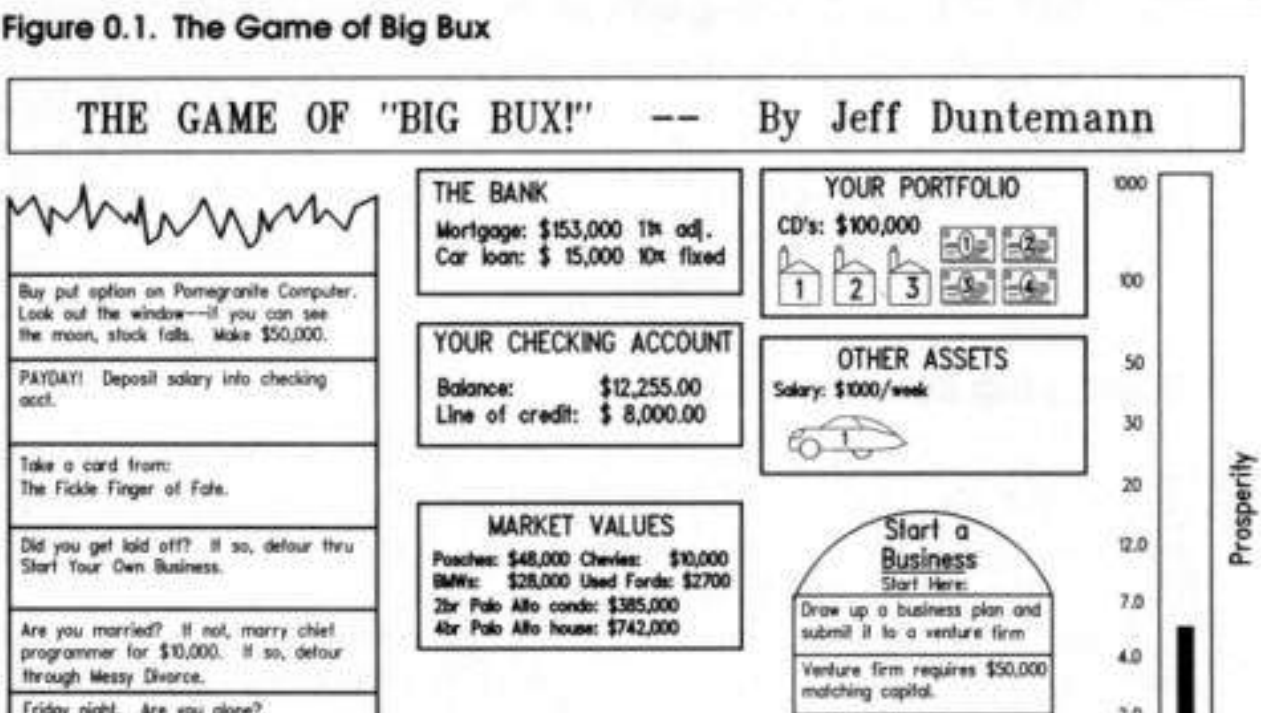 Figure 0.1. The Game of Big Bux
THE GAME OF "BIG BUX!" -- By Jeff Duntemann
Buy put option on Pomegranite Computer.
Look out the window--if you can see
the moon, stock falls. Make $50,000.
PAYDAY! Deposit salary into checking
acct.
Take a card from:
The Fickle Finger of Fate.
Did you get laid off? If so, detour thru
Start Your Own Business.
Are you married? If not, marry chief
programmer for $10,000. If so, detour
through Messy Divorce.
Friday night. Are you alone?
THE BANK
Mortgage: $153,000 11% adj.
Car loan: $ 15,000 10% fixed
YOUR CHECKING ACCOUNT
Balance: $12,255.00
Line of credit: $ 8,000.00
MARKET VALUES
Posches: $48,000 Chevies: $10,000
BMWs: $28,000 Used Fords: $2700
2br Palo Alto condo: $385,000
4br Palo Alto house: $742,000
YOUR PORTFOLIO
CD's: $100,000
1 2
1 2 3
3 4
OTHER ASSETS
Salary: $1000/week
1
Start a
Business
Start Here:
Draw up a business plan and
submit it to a venture firm
Venture firm requires $50,000
matching capital.
1000
100
50
30
20
12.0
7.0
4.0
Prosperity